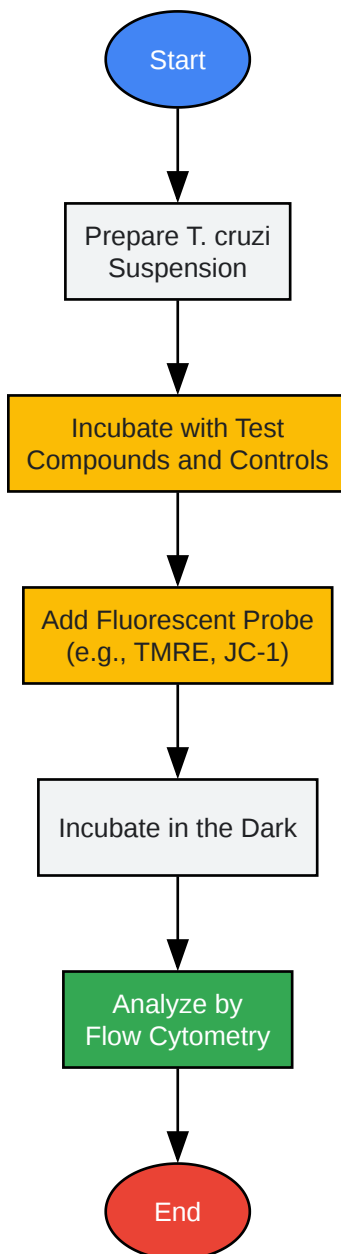 Start
Prepare T. cruzi
Suspension
Incubate with Test
Compounds and Controls
Add Fluorescent Probe
(e.g., TMRE, JC-1)
Incubate in the Dark
Analyze by
Flow Cytometry
End